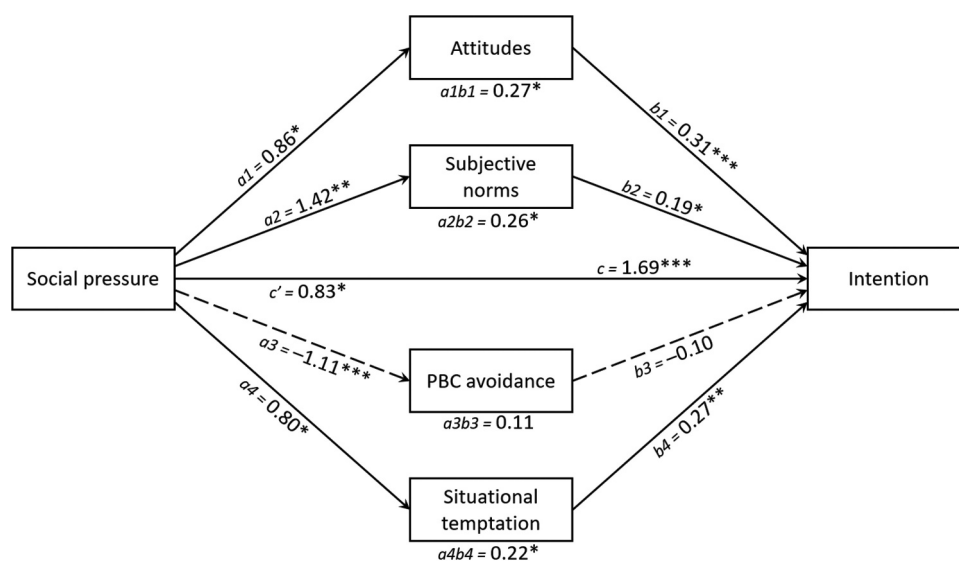 Attitudes
a1b1 = 0.27*
a1 = 0.86*
b1 = 0.31***
Subjective
norms
a2b2 = 0.26*
a2 = 1.42**
b2 = 0.19*
Social pressure
c = 1.69***
c’ = 0.83*
Intention
a3 = −1.11***
b3 = −0.10
PBC avoidance
a3b3 = 0.11
a4 = 0.80*
b4 = 0.27**
Situational
temptation
a4b4 = 0.22*